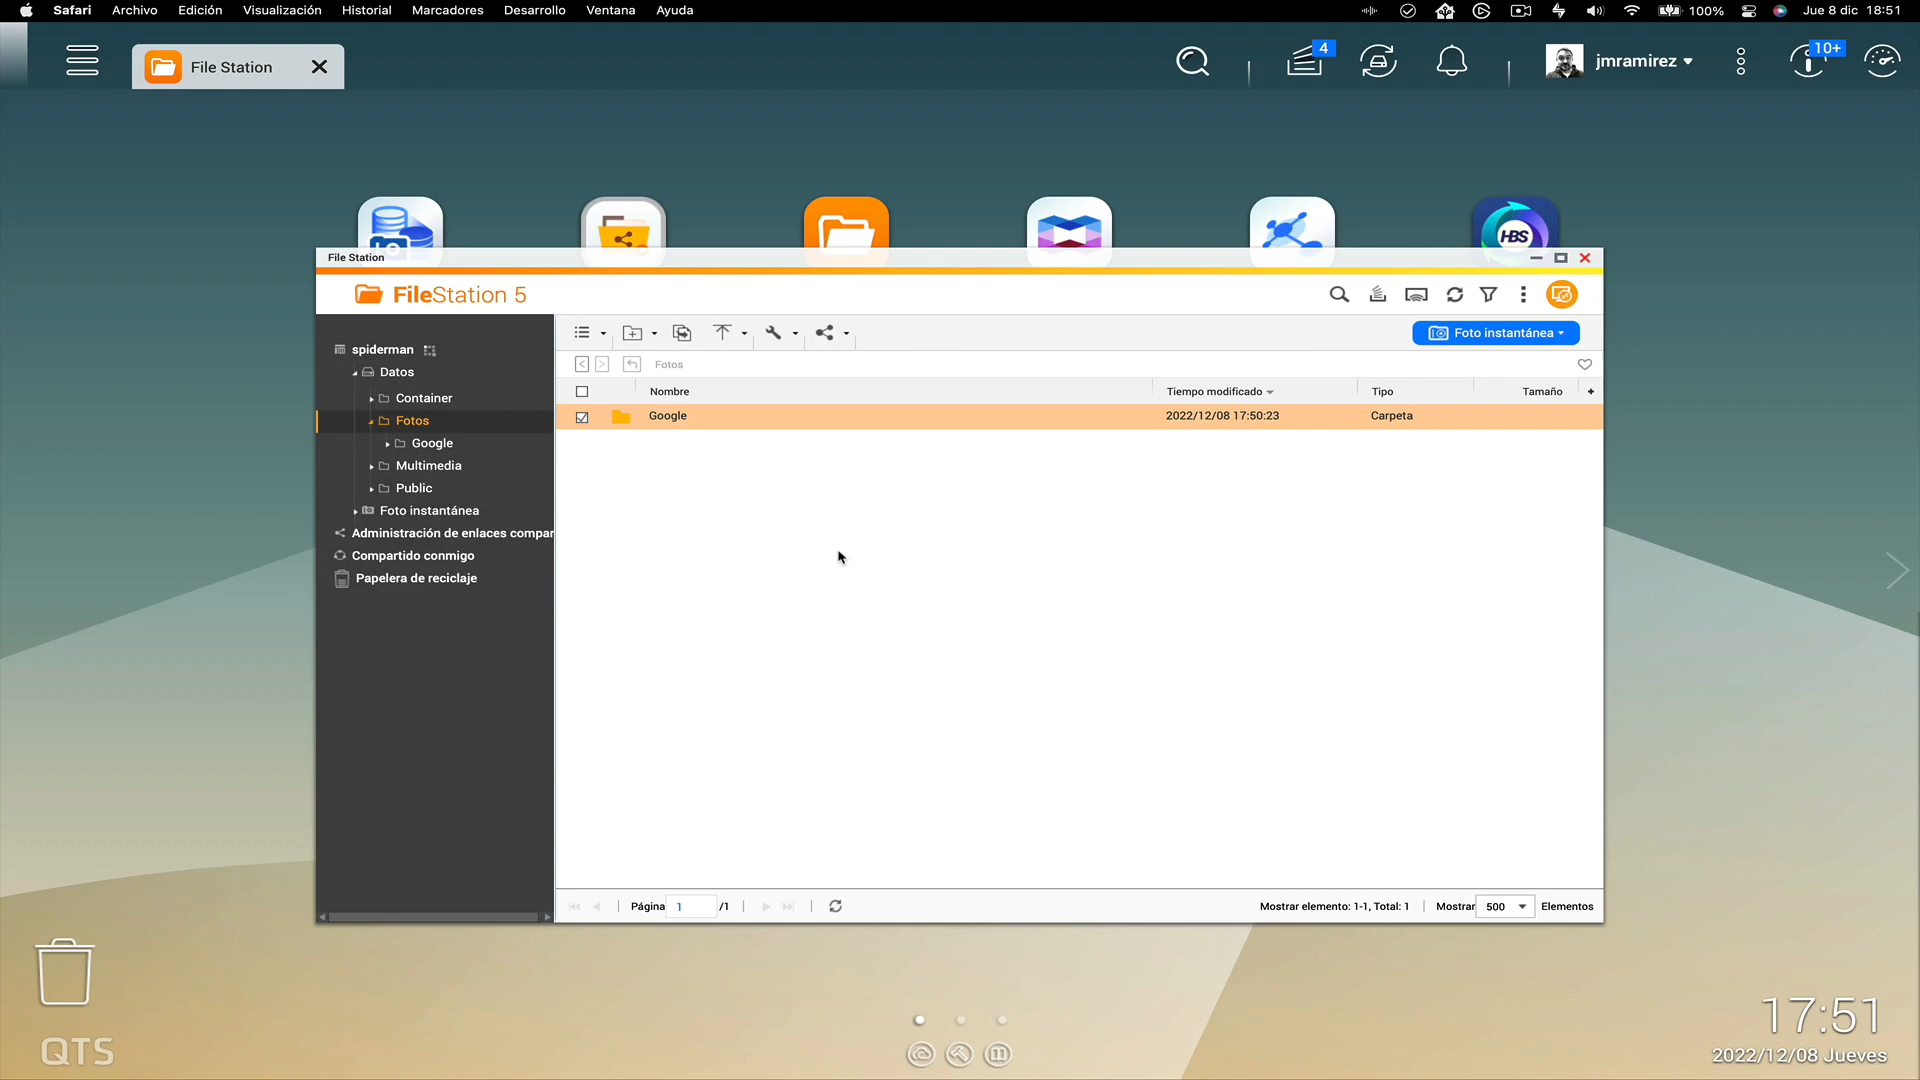 Safari Archivo Edición Visualización Historial Marcadores Desarrollo Ventana Ayuda 100% Jue 8 dic 18:51
File Station 4 jmramirez 10+
HBS
File Station
FileStation 5
spiderman
Datos
Container
Fotos
Google
Multimedia
Public
Foto instantánea
Administración de enlaces compar
Compartido conmigo
Papelera de reciclaje
Foto instantánea
Fotos
Nombre Tiempo modificado Tipo Tamaño +
Google 2022/12/08 17:50:23 Carpeta
Página 1 /1 Mostrar elemento: 1-1, Total: 1 Mostrar 500 Elementos
QTS
17:51
2022/12/08 Jueves